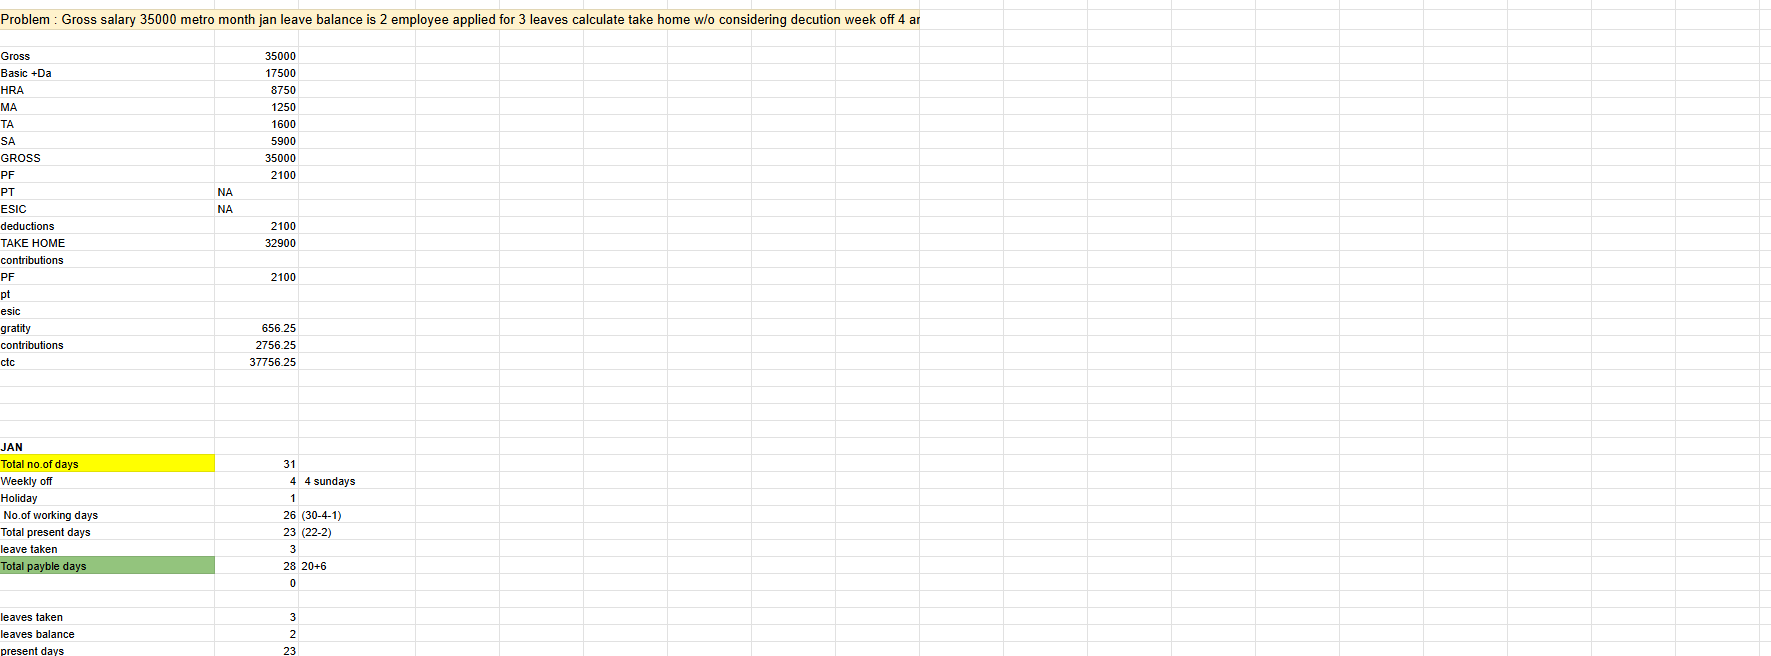 Problem : Gross salary 35000 metro month jan leave balance is 2 employee applied for 3 leaves calculate take home w/o considering decution week off 4 ar
Gross 35000
Basic +Da 17500
HRA 8750
MA 1250
TA 1600
SA 5900
GROSS 35000
PF 2100
PT NA
ESIC NA
deductions 2100
TAKE HOME 32900
contributions
PF 2100
pt
esic
gratity 656.25
contributions 2756.25
ctc 37756.25
JAN
Total no.of days 31
Weekly off 4 4 sundays
Holiday 1
No.of working days 26 (30-4-1)
Total present days 23 (22-2)
leave taken 3
Total payble days 28 20+6
0
leaves taken 3
leaves balance 2
present days 23